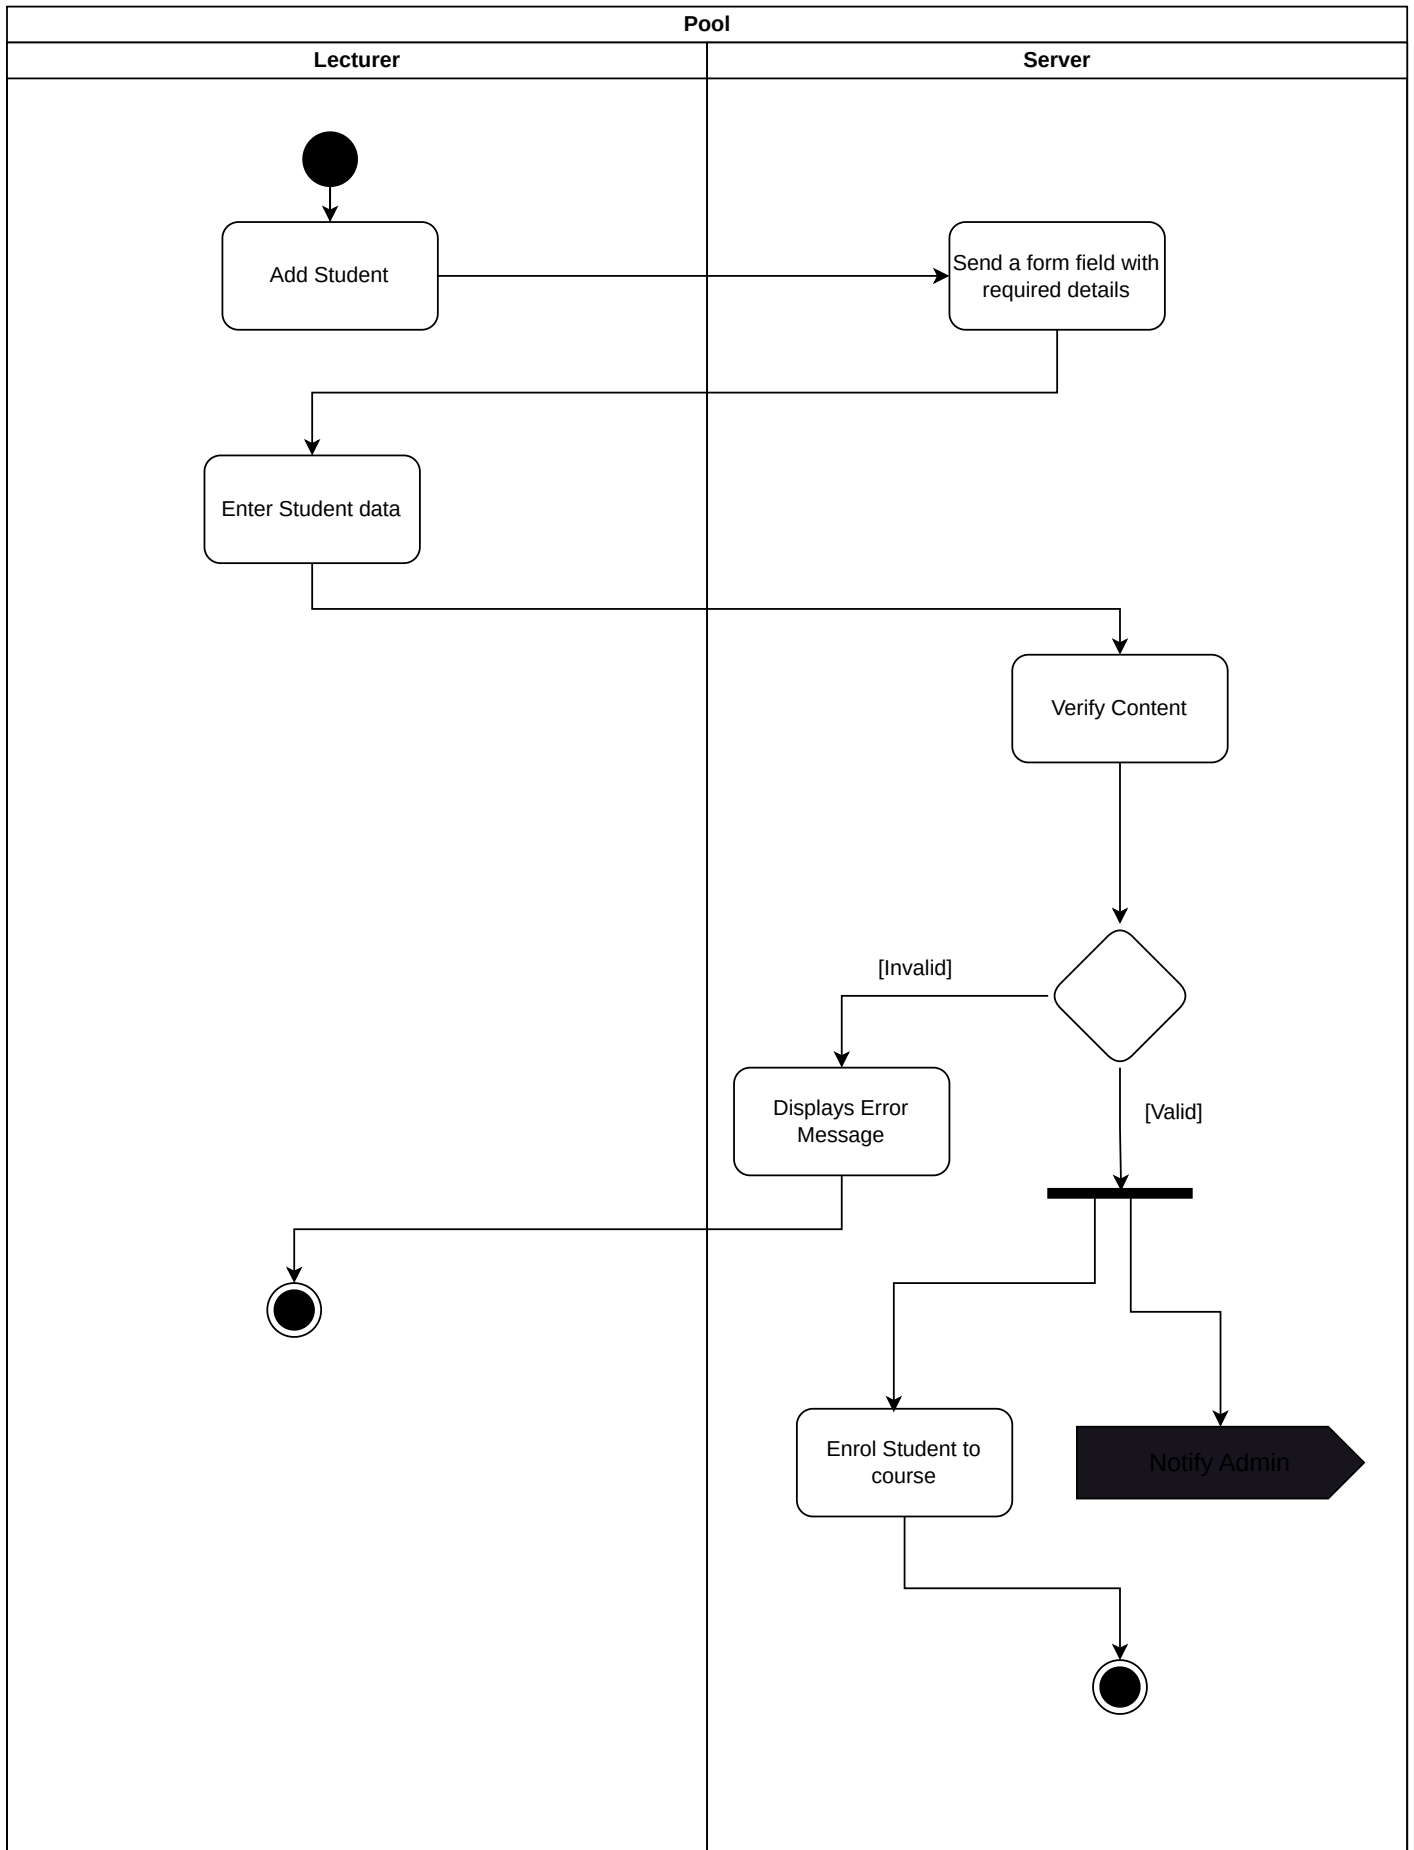 Pool
Lecturer
Server
Add Student
Send a form field with
required details
Enter Student data
Verify Content
[Invalid]
Displays Error
Message
[Valid]
Enrol Student to
course
Notify Admin